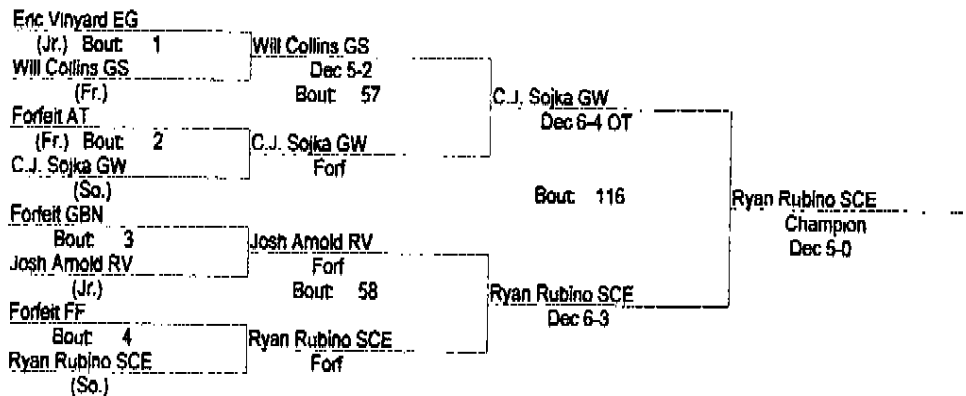 Eric Vinyard EG
(Jr.) Bout: 1
Will Collins GS
(Fr.)
Forfeit AT
(Fr.) Bout: 2
C.J. Sojka GW
(So.)
Forfeit GBN
Bout: 3
Josh Arnold RV
(Jr.)
Forfeit FF
Bout: 4
Ryan Rubino SCE
(So.)
Will Collins GS
Dec 5-2
Bout: 57
C.J. Sojka GW
Forf
Josh Arnold RV
Forf
Bout: 58
Ryan Rubino SCE
Forf
C.J. Sojka GW
Dec 6-4 OT
Bout: 116
Ryan Rubino SCE
Dec 6-3
Ryan Rubino SCE
Champion
Dec 5-0